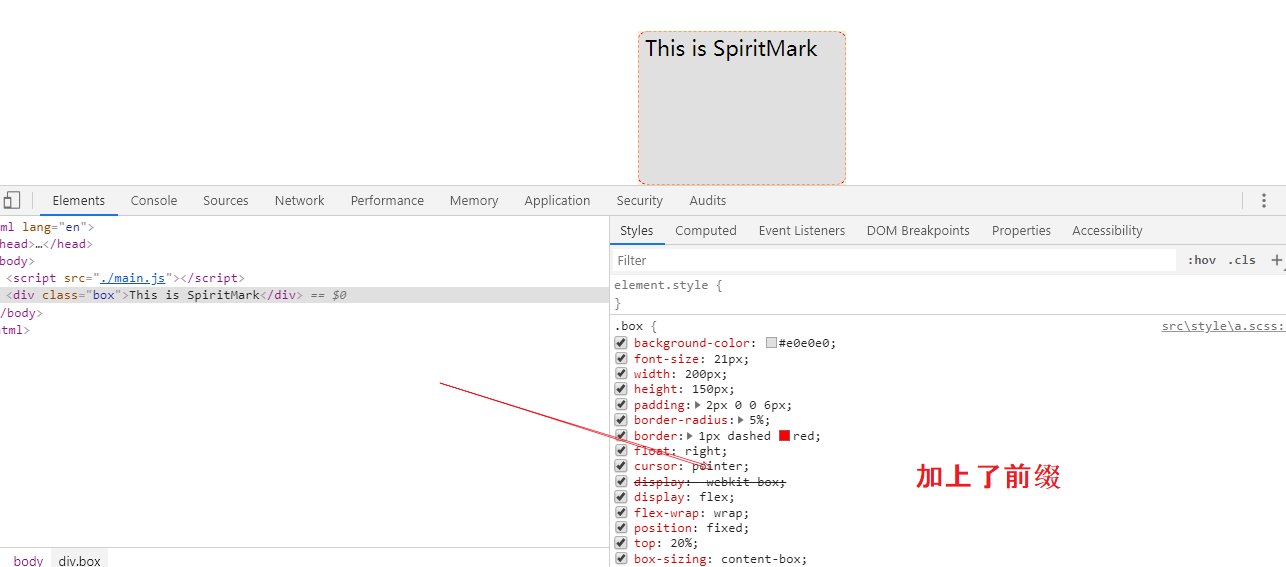 This is SpiritMark
Elements Console Sources Network Performance Memory Application Security Audits
ml lang="en">
head>…</head>
body>
<script src="./main.js"></script>
<div class="box">This is SpiritMark</div> == $0
/body>
tml>
body div.box
Styles Computed Event Listeners DOM Breakpoints Properties Accessibility
Filter :hov .cls +
element.style {
}
.box { src\style\a.scss:
background-color: #e0e0e0;
font-size: 21px;
width: 200px;
height: 150px;
padding: 2px 0 0 6px;
border-radius: 5%;
border: 1px dashed red;
float: right;
cursor: pointer;
display: -webkit-box;
display: flex;
flex-wrap: wrap;
position: fixed;
top: 20%;
box-sizing: content-box;
加上了前缀